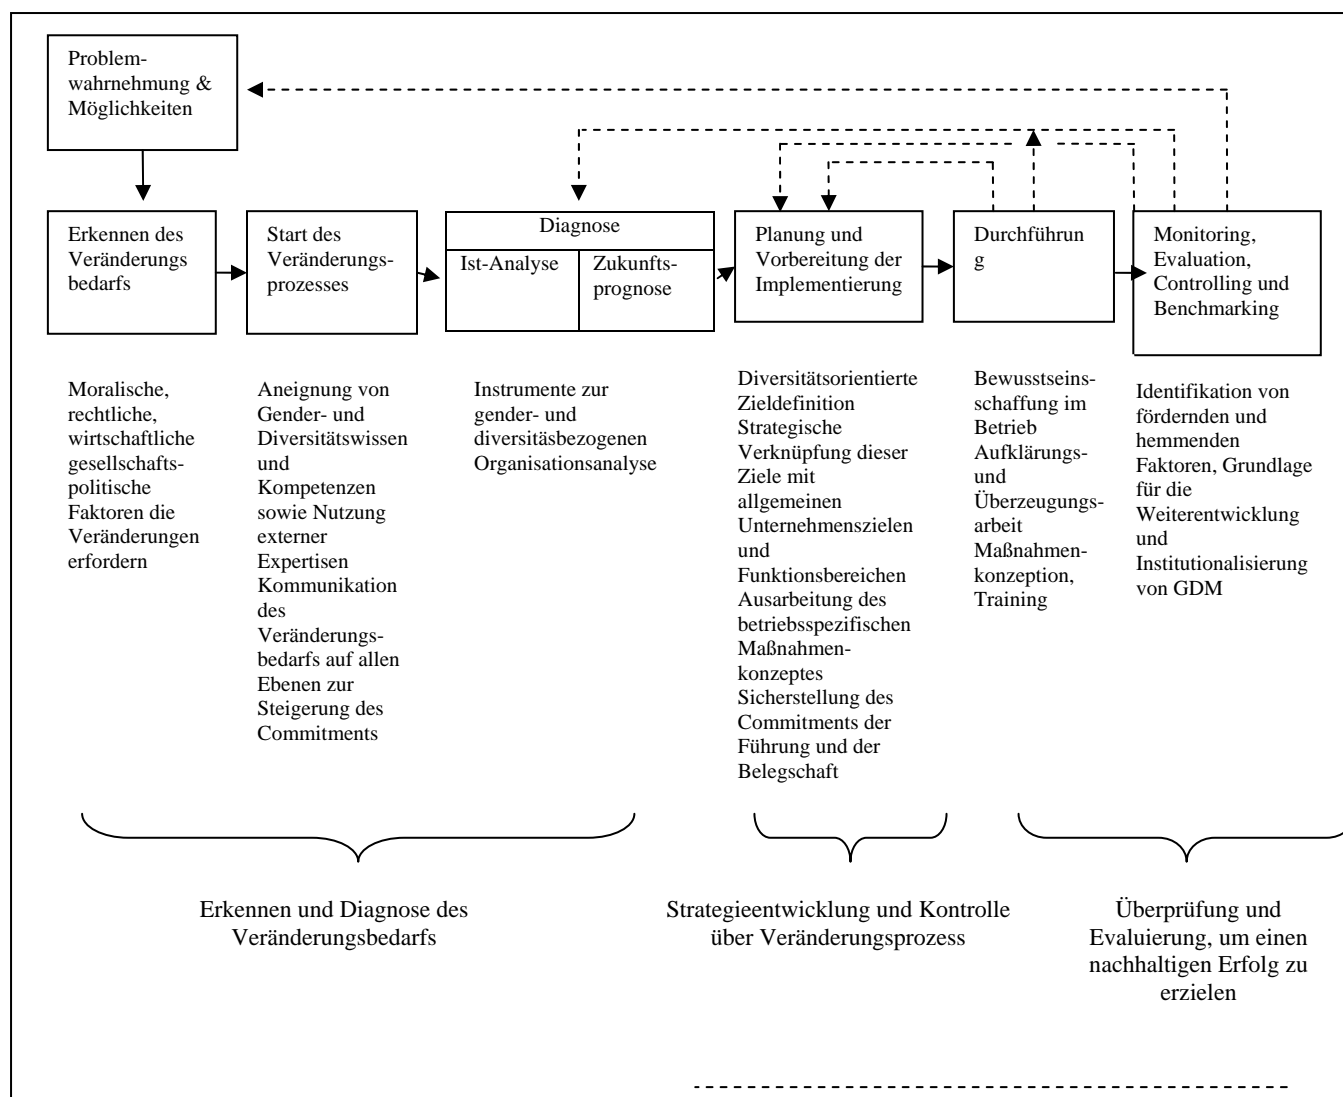 Problem-
wahrnehmung &
Möglichkeiten
Erkennen des
Veränderungs
bedarfs
Start des
Veränderungs-
prozesses
Diagnose
Ist-Analyse
Zukunfts-
prognose
Planung und
Vorbereitung der
Implementierung
Durchführun
g
Monitoring,
Evaluation,
Controlling und
Benchmarking
Moralische,
rechtliche,
wirtschaftliche
gesellschafts-
politische
Faktoren die
Veränderungen
erfordern
Aneignung von
Gender- und
Diversitätswissen
und
Kompetenzen
sowie Nutzung
externer
Expertisen
Kommunikation
des
Veränderungs-
bedarfs auf allen
Ebenen zur
Steigerung des
Commitments
Instrumente zur
gender- und
diversitäsbezogenen
Organisationsanalyse
Diversitätsorientierte
Zieldefinition
Strategische
Verknüpfung dieser
Ziele mit
allgemeinen
Unternehmenszielen
und
Funktionsbereichen
Ausarbeitung des
betriebsspezifischen
Maßnahmen-
konzeptes
Sicherstellung des
Commitments der
Führung und der
Belegschaft
Bewusstseins-
schaffung im
Betrieb
Aufklärungs-
und
Überzeugungs-
arbeit
Maßnahmen-
konzeption,
Training
Identifikation von
fördernden und
hemmenden
Faktoren, Grundlage
für die
Weiterentwicklung
und
Institutionalisierung
von GDM
Erkennen und Diagnose des
Veränderungsbedarfs
Strategieentwicklung und Kontrolle
über Veränderungsprozess
Überprüfung und
Evaluierung, um einen
nachhaltigen Erfolg zu
erzielen